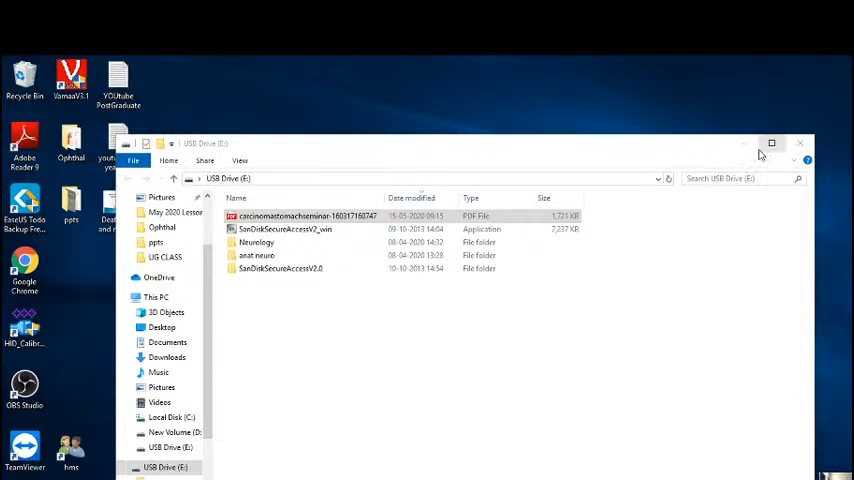 Recycle Bin
VamaaV3.1
YOUtube
PostGraduate
Adobe
Reader 9
Ophthal
youtub
year
EaseUS Todo
Backup Free...
ppts
Google
Chrome
HID_Calibr...
OBS Studio
TeamViewer
hms
USB Drive (E:)
File
Home
Share
View
USB Drive (E:)
Search USB Drive (E:)
Pictures
May 2020 Lesson
Ophthal
ppts
UG CLASS
OneDrive
This PC
3D Objects
Desktop
Documents
Downloads
Music
Pictures
Videos
Local Disk (C:)
New Volume (D:
USB Drive (E:)
USB Drive (E:)
Name Date modified Type Size
carcinomastomachseminar-160317160747 15-05-2020 09:15 PDF File 1,721 KB
SanDiskSecureAccessV2_win 09-10-2013 14:04 Application 7,237 KB
Neurology 08-04-2020 14:32 File folder
anat neuro 08-04-2020 13:28 File folder
SanDiskSecureAccessV2.0 10-10-2013 14:54 File folder